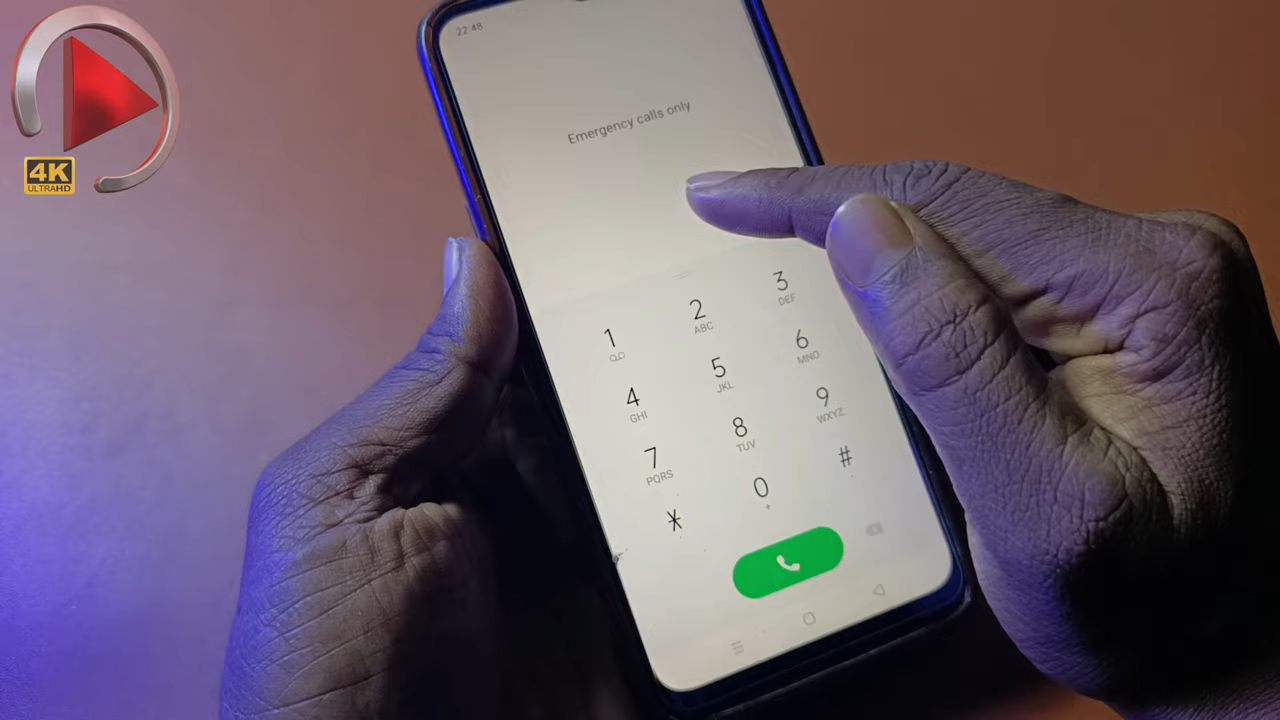 4K
ULTRAHD
22:48
Emergency calls only
1
2
ABC
3
DEF
4
GHI
5
JKL
6
MNO
7
PQRS
8
TUV
9
WXYZ
*
0
+
#